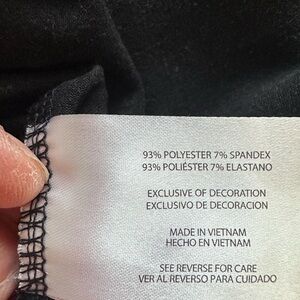 93% POLYESTER 7% SPANDEX
93% POLIÉSTER 7% ELASTANO
EXCLUSIVE OF DECORATION
EXCLUSIVO DE DECORACION
MADE IN VIETNAM
HECHO EN VIETNAM
SEE REVERSE FOR CARE
VER AL REVERSO PARA CUIDADO